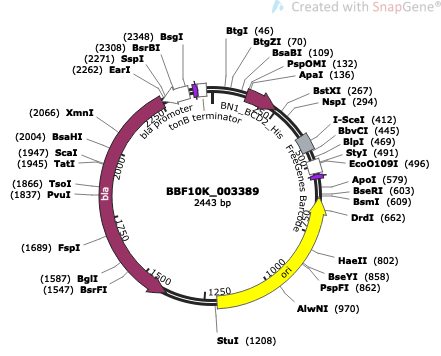 Created with SnapGene®
BsgI
(2348)
BsrBI
(2308)
SspI
(2271)
EarI
(2262)
XmnI
(2066)
BsaHI
(2004)
ScaI
(1947)
TatI
(1945)
TsoI
(1866)
PvuI
(1837)
FspI
(1689)
BglI
(1587)
BsrFI
(1547)
BtgI (46)
BtgZI (70)
BsaBI (109)
PspOMI (132)
ApaI (136)
BstXI (267)
NspI (294)
I-SceI (412)
BbvCI (445)
BlpI (469)
StyI (491)
EcoO109I (496)
ApoI (579)
BseRI (603)
BsmI (609)
DrdI (662)
HaeII (802)
BseYI (858)
PspFI (862)
AlwNI (970)
StuI (1208)
bla promoter
tonB terminator
BN1_BCD2_His
FreeGenes Barcode
bla
ori
BBF10K_003389
2443 bp
750
1000
1250
1500
1750
2000